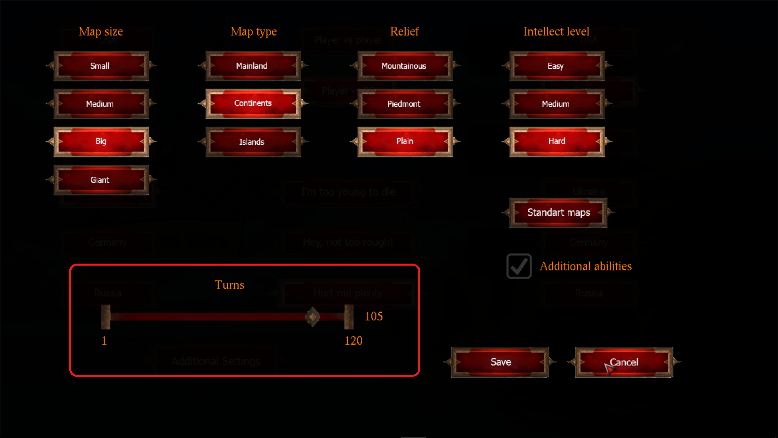 Map size
Map type
Relief
Intellect level
Small
Mainland
Mountainous
Easy
Medium
Continents
Piedmont
Medium
Big
Islands
Plain
Hard
Giant
I'm too young to die
Ukraine
Standart maps
Germany
Hey, not too rough!
Germany
Additional abilities
Turns
Russia
Hurt me plenty
Russia
105
1
120
Additional Settings
Save
Cancel